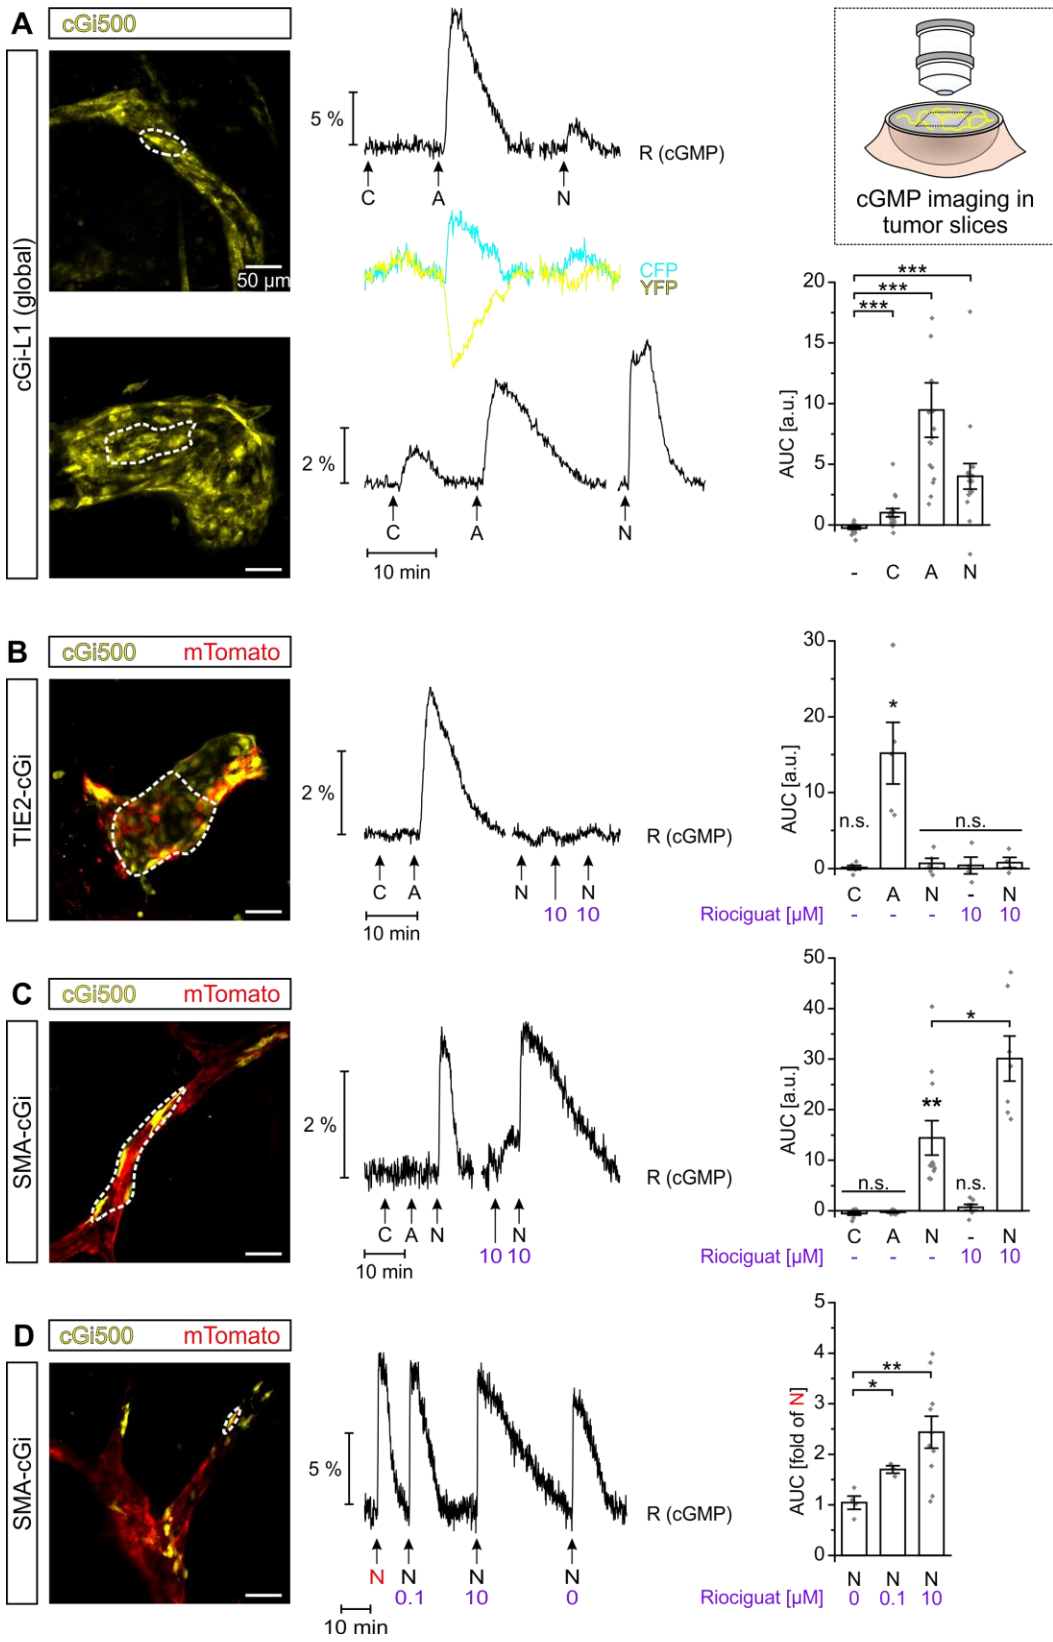 A
cGi500
cGi-L1 (global)
50 µm
5 %
R (cGMP)
C A N
CFP
YFP
2 %
C A N
10 min
cGMP imaging in
tumor slices
20
15
10
5
0
AUC [a.u.]
***
***
***
- C A N
B
cGi500 mTomato
TIE2-cGi
2 %
R (cGMP)
C A N N
10 10
10 min
30
20
10
0
AUC [a.u.]
n.s. * n.s.
C A N - N
Riociguat [µM] - - - 10 10
C
cGi500 mTomato
SMA-cGi
2 %
R (cGMP)
C A N N
10 10
10 min
50
40
30
20
10
0
AUC [a.u.]
*
**
n.s. n.s.
C A N - N
Riociguat [µM] - - - 10 10
D
cGi500 mTomato
SMA-cGi
5 %
R (cGMP)
N N N N
0.1 10 0
10 min
5
4
3
2
1
0
AUC [fold of N]
**
*
N N N
Riociguat [µM] 0 0.1 10